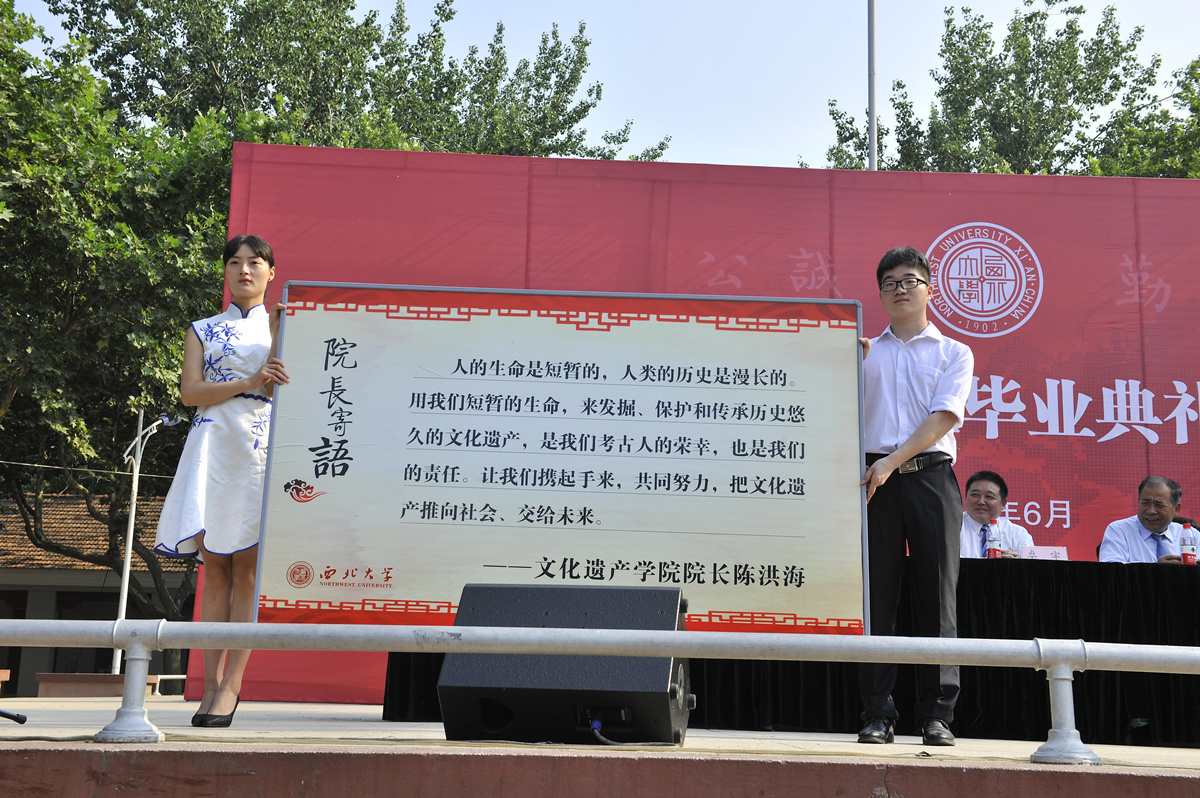 公 誠 勤
NORTHWEST UNIVERSITY XI'AN·CHINA
·1902·
毕业典礼
年6月
院長寄語
人的生命是短暂的，人类的历史是漫长的。
用我们短暂的生命，来发掘、保护和传承历史悠
久的文化遗产，是我们考古人的荣幸，也是我们
的责任。让我们携起手来，共同努力，把文化遗
产推向社会、交给未来。
——文化遗产学院院长陈洪海
西北大学
NORTHWEST UNIVERSITY